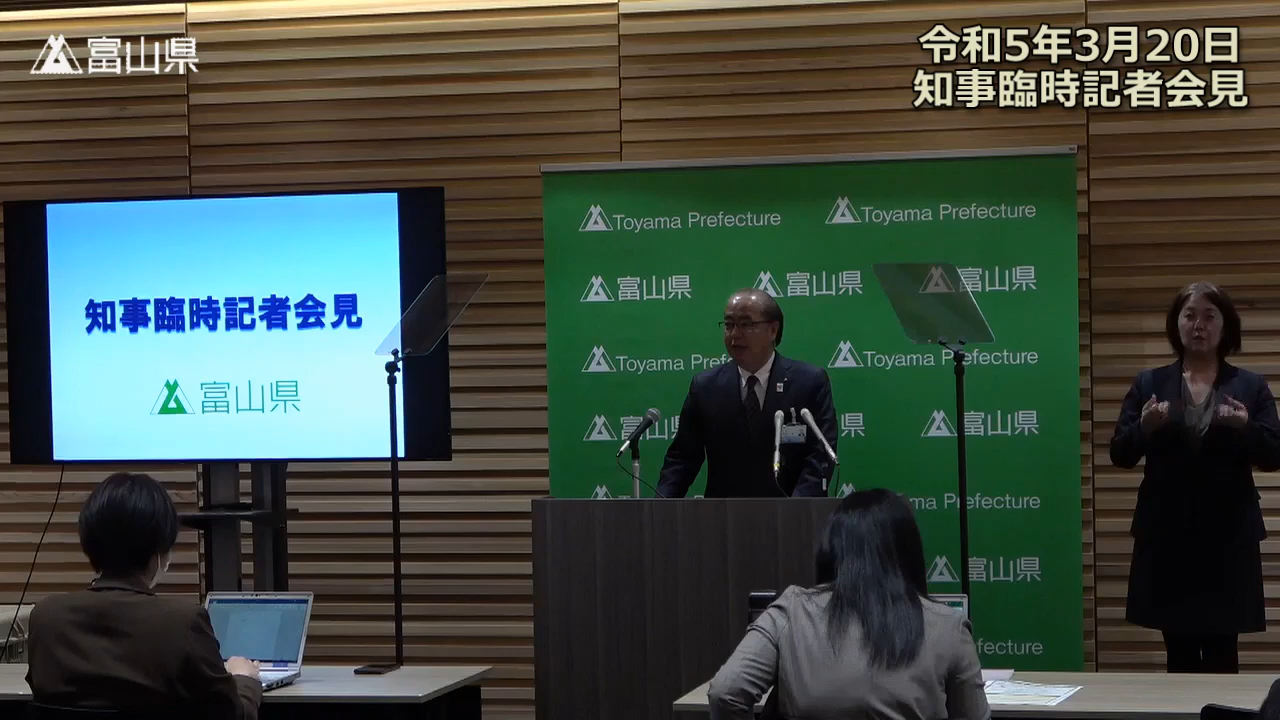 富山県
令和5年3月20日
知事臨時記者会見
知事臨時記者会見
富山県
Toyama Prefecture
Toyama Prefecture
富山県
富山県
富山県
Toyama Pref
Toyama Prefecture
富山
県
富山県
ma Prefecture
富山県
efecture